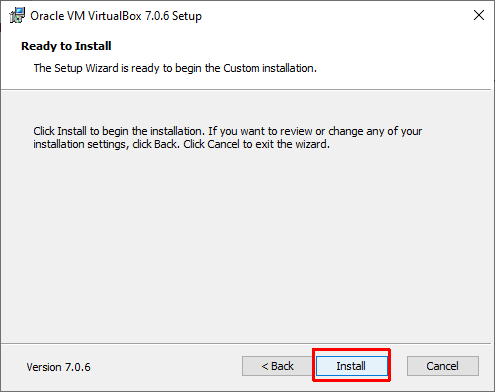 Oracle VM VirtualBox 7.0.6 Setup
Ready to Install
The Setup Wizard is ready to begin the Custom installation.
Click Install to begin the installation. If you want to review or change any of your
installation settings, click Back. Click Cancel to exit the wizard.
Version 7.0.6
< Back
Install
Cancel